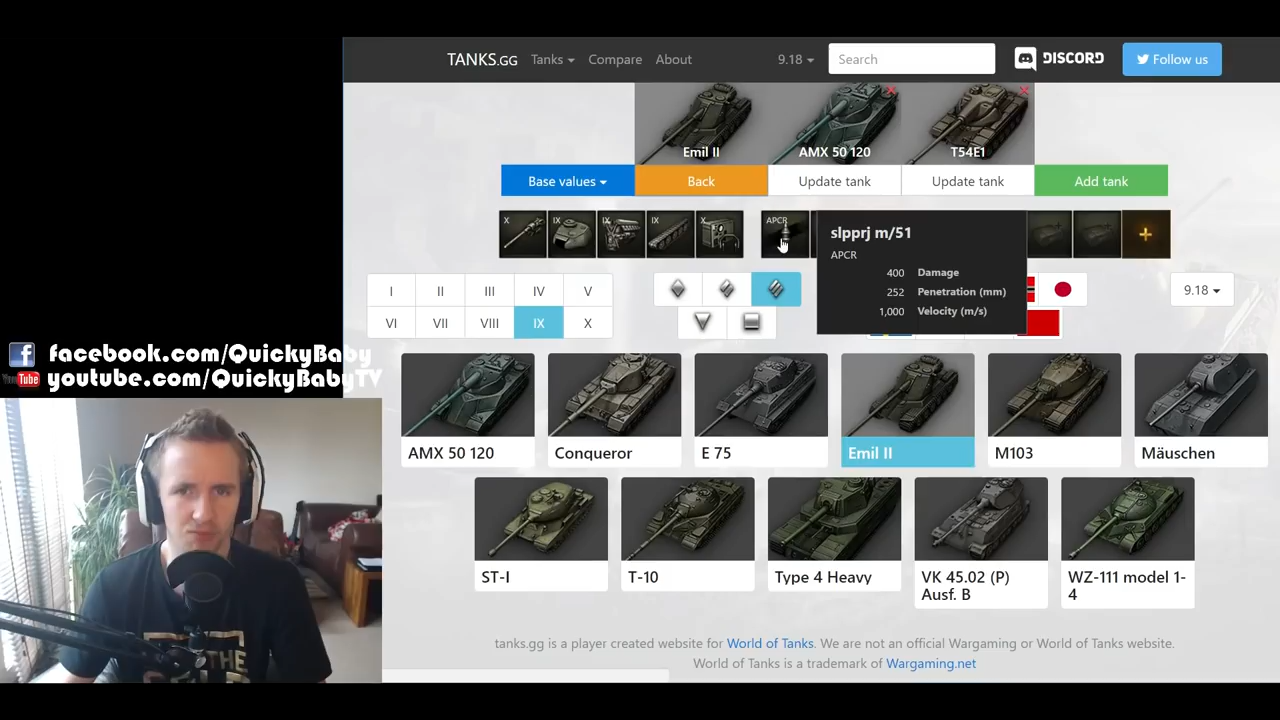 TANKS.GG Tanks Compare About 9.18 Search DISCORD Follow us
Emil II AMX 50 120 T54E1
Base values Back Update tank Update tank Add tank
X IX IX IX X APCR +
slpprj m/51
APCR
400 Damage
252 Penetration (mm)
1,000 Velocity (m/s)
I II III IV V
9.18
VI VII VIII IX X
facebook.com/QuickyBaby
YouTube youtube.com/QuickyBabyTV
AMX 50 120 Conqueror E 75 Emil II M103 Mäuschen
ST-I T-10 Type 4 Heavy VK 45.02 (P) Ausf. B WZ-111 model 1-4
tanks.gg is a player created website for World of Tanks. We are not an official Wargaming or World of Tanks website.
World of Tanks is a trademark of Wargaming.net
THE